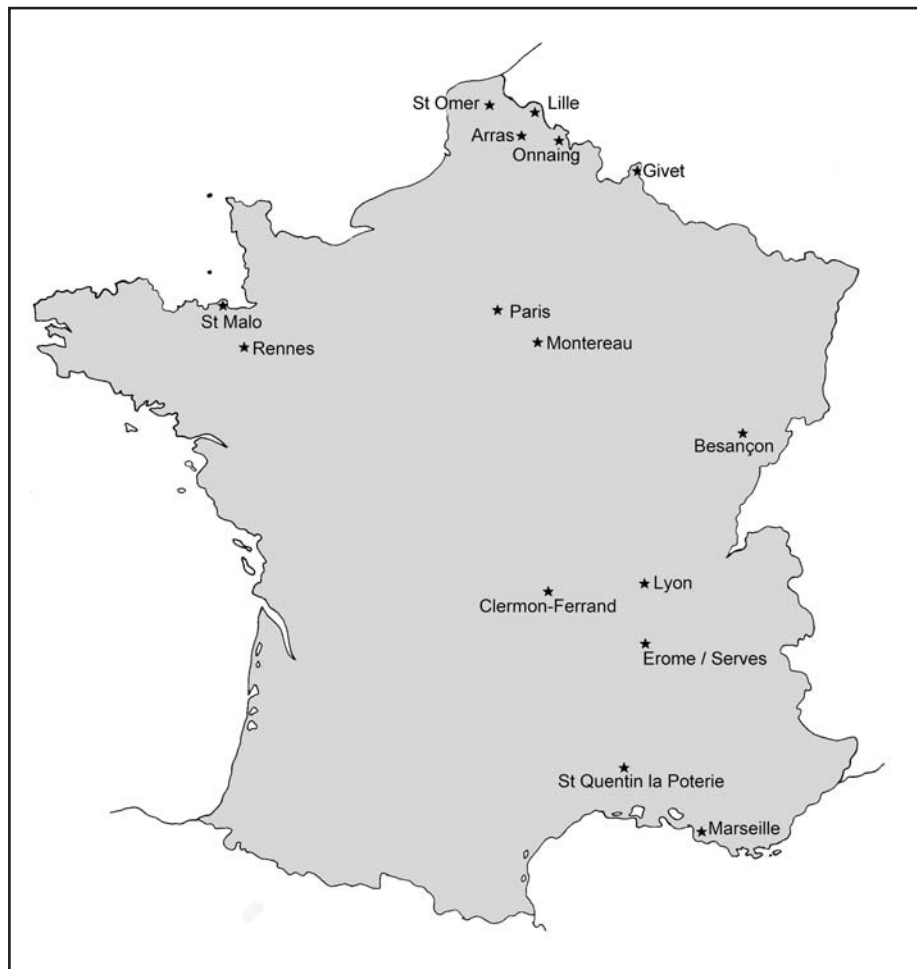 St Omer
Lille
Arras
Onnaing
Givet
Paris
St Malo
Montereau
Rennes
Besançon
Lyon
Clermon-Ferrand
Erome / Serves
St Quentin la Poterie
Marseille